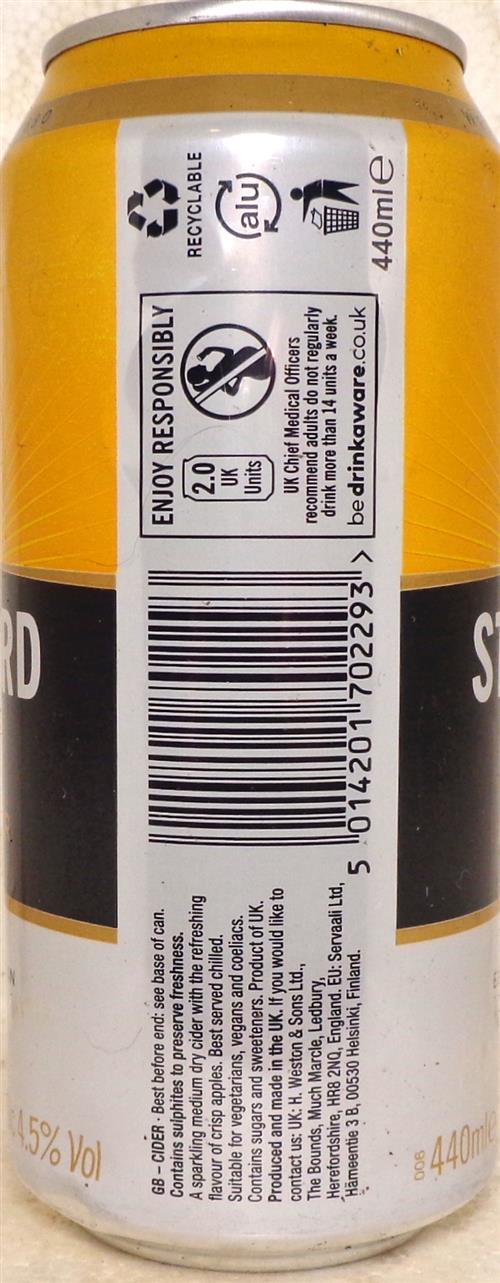 RECYCLABLE
alu
440ml e
ENJOY RESPONSIBLY
2.0
UK
Units
UK Chief Medical Officers
recommend adults do not regularly
drink more than 14 units a week.
bedrinkaware.co.uk
5 014201 702293 >
GB – CIDER · Best before end: see base of can.
Contains sulphites to preserve freshness.
A sparkling medium dry cider with the refreshing
flavour of crisp apples. Best served chilled.
Suitable for vegetarians, vegans and coeliacs.
Contains sugars and sweeteners. Product of UK.
Produced and made in the UK. If you would like to
contact us: UK: H. Weston & Sons Ltd.,
The Bounds, Much Marcle, Ledbury,
Herefordshire, HR8 2NQ, England. EU: Servaali Ltd,
Hämeentie 3 B, 00530 Helsinki, Finland.
RD
4.5% Vol
ST
440ml e